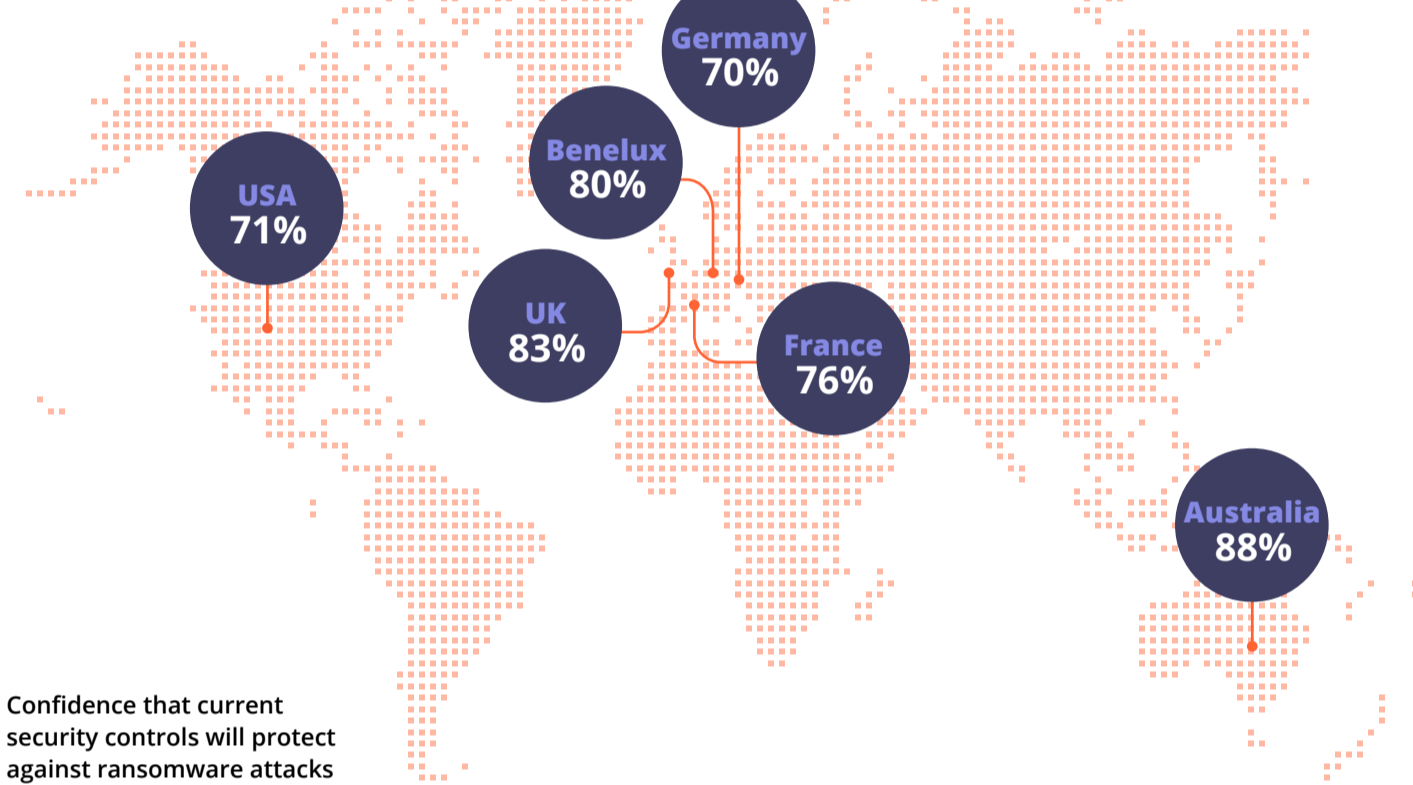 Germany
70%
Benelux
80%
USA
71%
UK
83%
France
76%
Australia
88%
Confidence that current
security controls will protect
against ransomware attacks